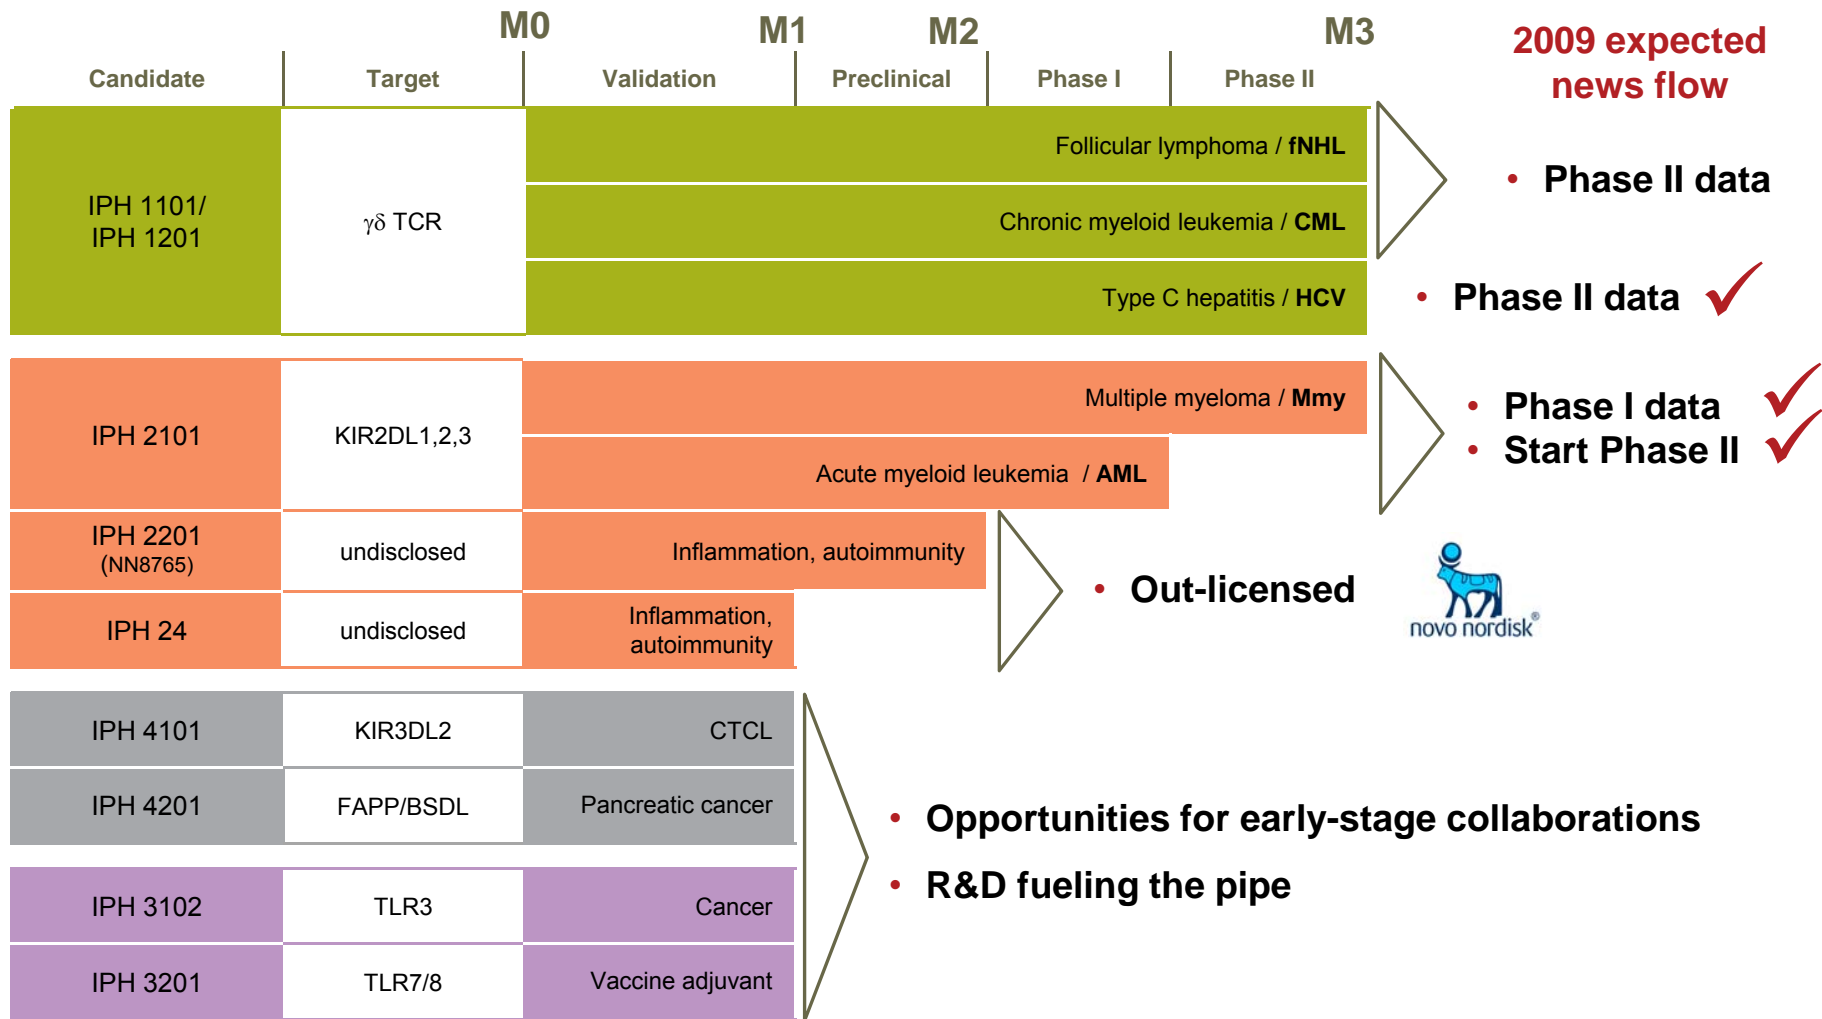 M0 M1 M2 M3
2009 expected
news flow
Candidate Target Validation Preclinical Phase I Phase II
Follicular lymphoma / fNHL
• Phase II data
IPH 1101/
IPH 1201
γδ TCR
Chronic myeloid leukemia / CML
Type C hepatitis / HCV
• Phase II data ✓
IPH 2101
KIR2DL1,2,3
Multiple myeloma / Mmy
Acute myeloid leukemia / AML
• Phase I data ✓
• Start Phase II ✓
IPH 2201
(NN8765)
undisclosed
Inflammation, autoimmunity
IPH 24
undisclosed
Inflammation,
autoimmunity
• Out-licensed
novo nordisk®
IPH 4101 KIR3DL2 CTCL
IPH 4201 FAPP/BSDL Pancreatic cancer
• Opportunities for early-stage collaborations
• R&D fueling the pipe
IPH 3102 TLR3 Cancer
IPH 3201 TLR7/8 Vaccine adjuvant